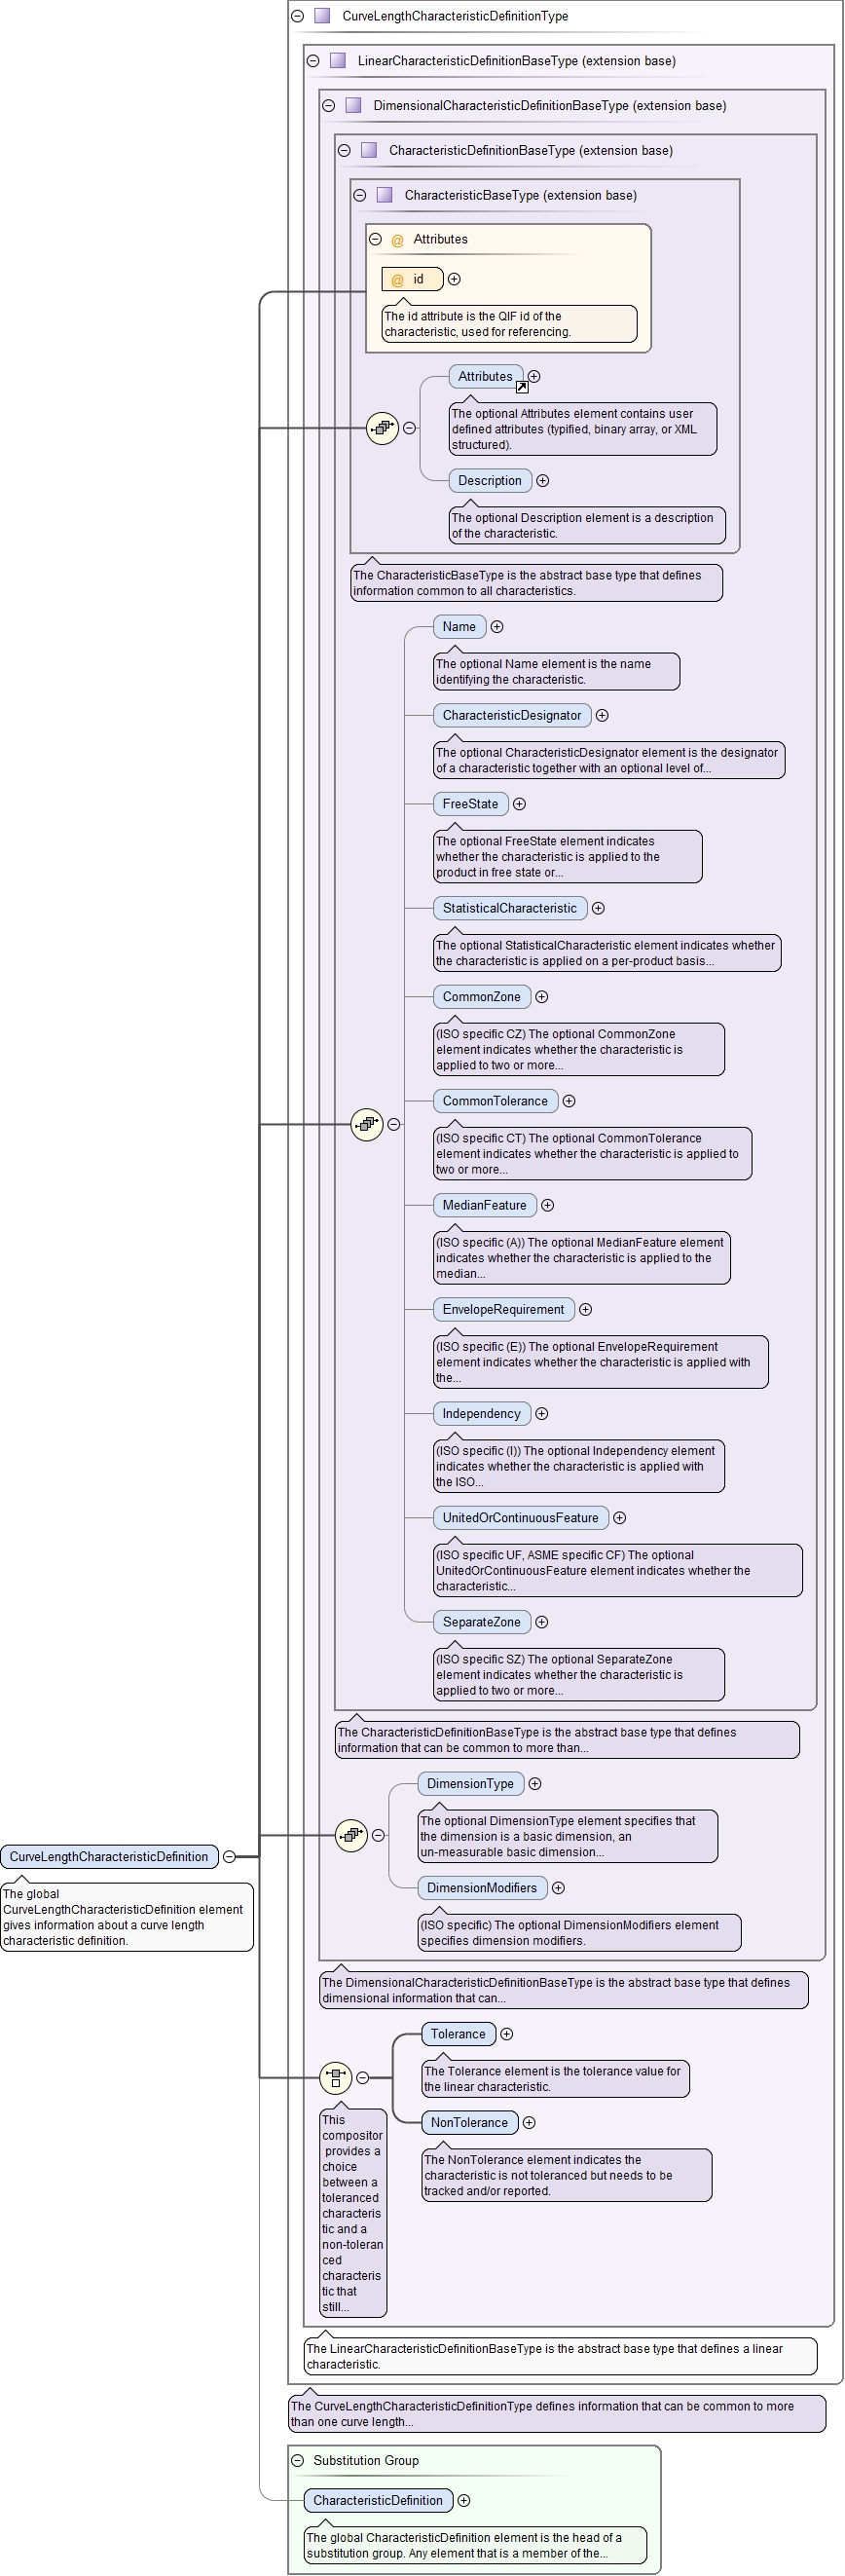 CurveLengthCharacteristicDefinitionType
LinearCharacteristicDefinitionBaseType (extension base)
DimensionalCharacteristicDefinitionBaseType (extension base)
CharacteristicDefinitionBaseType (extension base)
CharacteristicBaseType (extension base)
@ Attributes
@ id
The id attribute is the QIF id of the
characteristic, used for referencing.
Attributes
The optional Attributes element contains user
defined attributes (typified, binary array, or XML
structured).
Description
The optional Description element is a description
of the characteristic.
The CharacteristicBaseType is the abstract base type that defines
information common to all characteristics.
Name
The optional Name element is the name
identifying the characteristic.
CharacteristicDesignator
The optional CharacteristicDesignator element is the designator
of a characteristic together with an optional level of...
FreeState
The optional FreeState element indicates
whether the characteristic is applied to the
product in free state or...
StatisticalCharacteristic
The optional StatisticalCharacteristic element indicates whether
the characteristic is applied on a per-product basis...
CommonZone
(ISO specific CZ) The optional CommonZone
element indicates whether the characteristic is
applied to two or more...
CommonTolerance
(ISO specific CT) The optional CommonTolerance
element indicates whether the characteristic is applied to
two or more...
MedianFeature
(ISO specific (A)) The optional MedianFeature element
indicates whether the characteristic is applied to the
median...
EnvelopeRequirement
(ISO specific (E)) The optional EnvelopeRequirement
element indicates whether the characteristic is applied with
the...
Independency
(ISO specific (I)) The optional Independency element
indicates whether the characteristic is applied with
the ISO...
UnitedOrContinuousFeature
(ISO specific UF, ASME specific CF) The optional
UnitedOrContinuousFeature element indicates whether the
characteristic...
SeparateZone
(ISO specific SZ) The optional SeparateZone
element indicates whether the characteristic is
applied to two or more...
The CharacteristicDefinitionBaseType is the abstract base type that defines
information that can be common to more than...
DimensionType
The optional DimensionType element specifies that
the dimension is a basic dimension, an
un-measurable basic dimension...
DimensionModifiers
(ISO specific) The optional DimensionModifiers element
specifies dimension modifiers.
CurveLengthCharacteristicDefinition
The global
CurveLengthCharacteristicDefinition element
gives information about a curve length
characteristic definition.
The DimensionalCharacteristicDefinitionBaseType is the abstract base type that defines
dimensional information that can...
Tolerance
The Tolerance element is the tolerance value for
the linear characteristic.
NonTolerance
The NonTolerance element indicates the
characteristic is not toleranced but needs to be
tracked and/or reported.
This
compositor
provides a
choice
between a
toleranced
characteris
tic and a
non-toleran
ced
characteris
tic that
still...
The LinearCharacteristicDefinitionBaseType is the abstract base type that defines a linear
characteristic.
The CurveLengthCharacteristicDefinitionType defines information that can be common to more
than one curve length...
Substitution Group
CharacteristicDefinition
The global CharacteristicDefinition element is the head of a
substitution group. Any element that is a member of the...